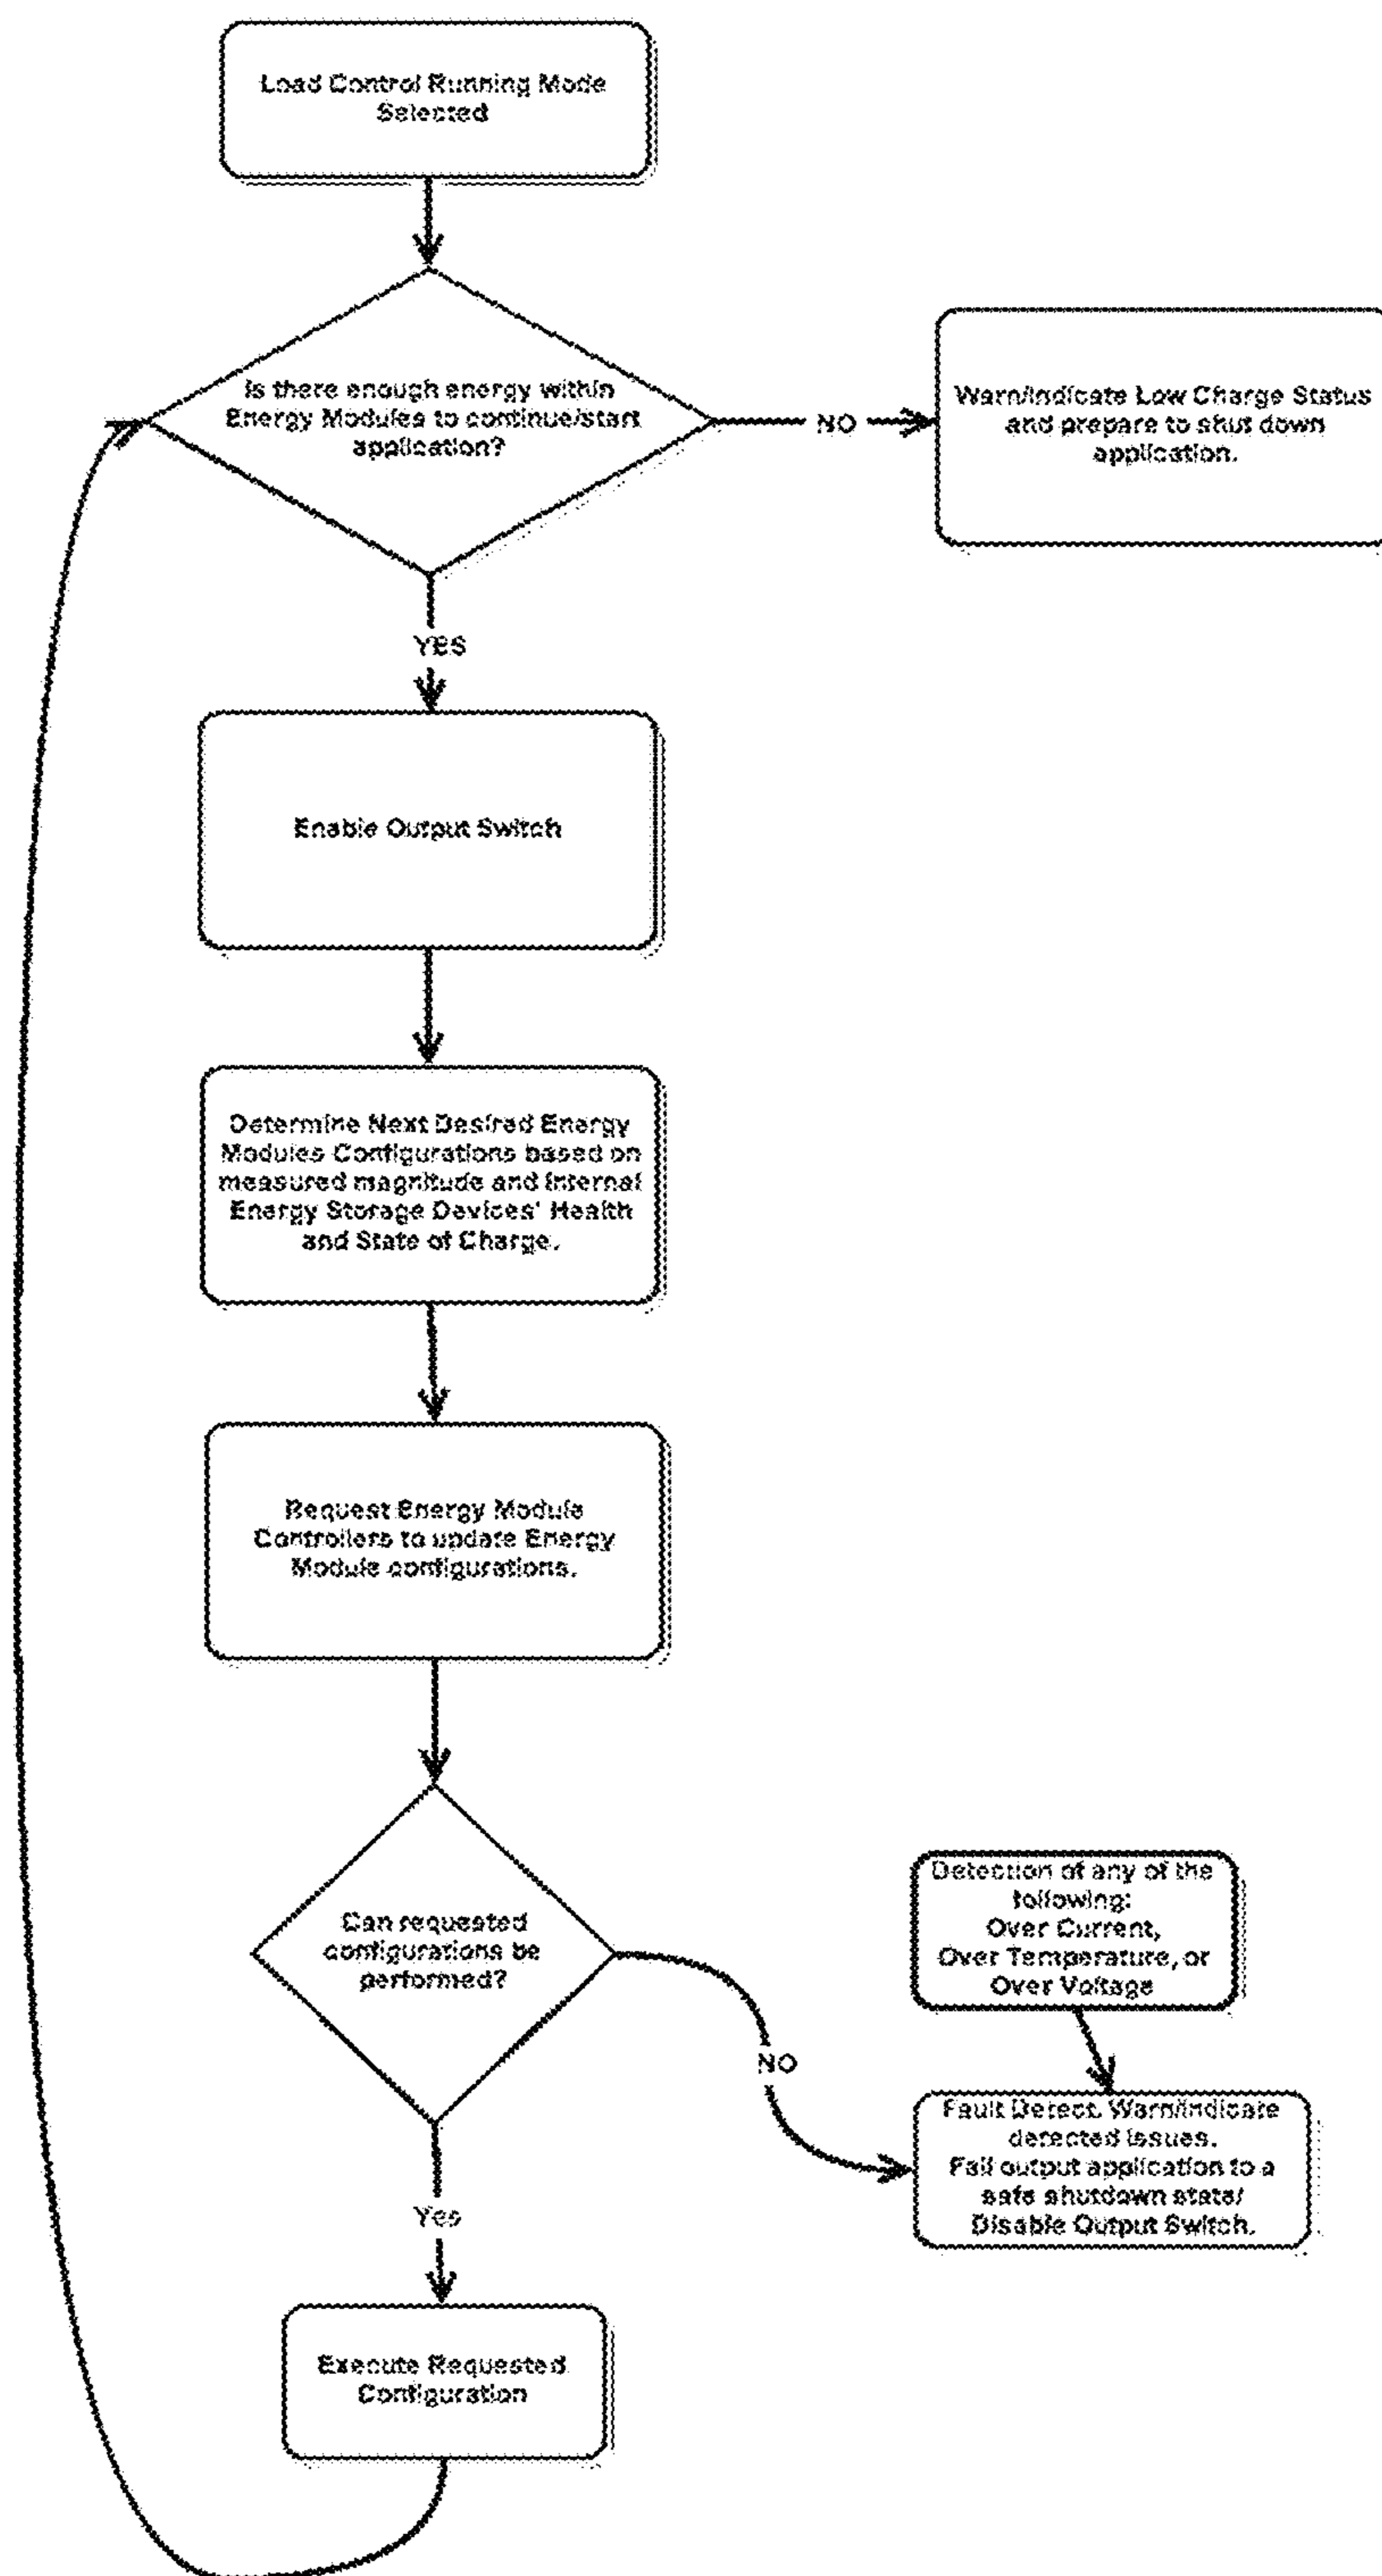 Load Control Running Mode
Selected
Is there enough energy within
Energy Modules to continue/start
application?
NO
Warn/Indicate Low Charge Status
and prepare to shut down
application.
YES
Enable Output Switch
Determine Next Desired Energy
Modules Configurations based on
measured magnitude and Internal
Energy Storage Devices' Health
and State of Charge.
Request Energy Module
Controllers to update Energy
Module configurations.
Can requested
configurations be
performed?
NO
Detection of any of the
following:
Over Current,
Over Temperature, or
Over Voltage
Fault Detect. Warn/Indicate
detected issues.
Fail output application to a
safe shutdown state/
Disable Output Switch.
Yes
Execute Requested
Configuration